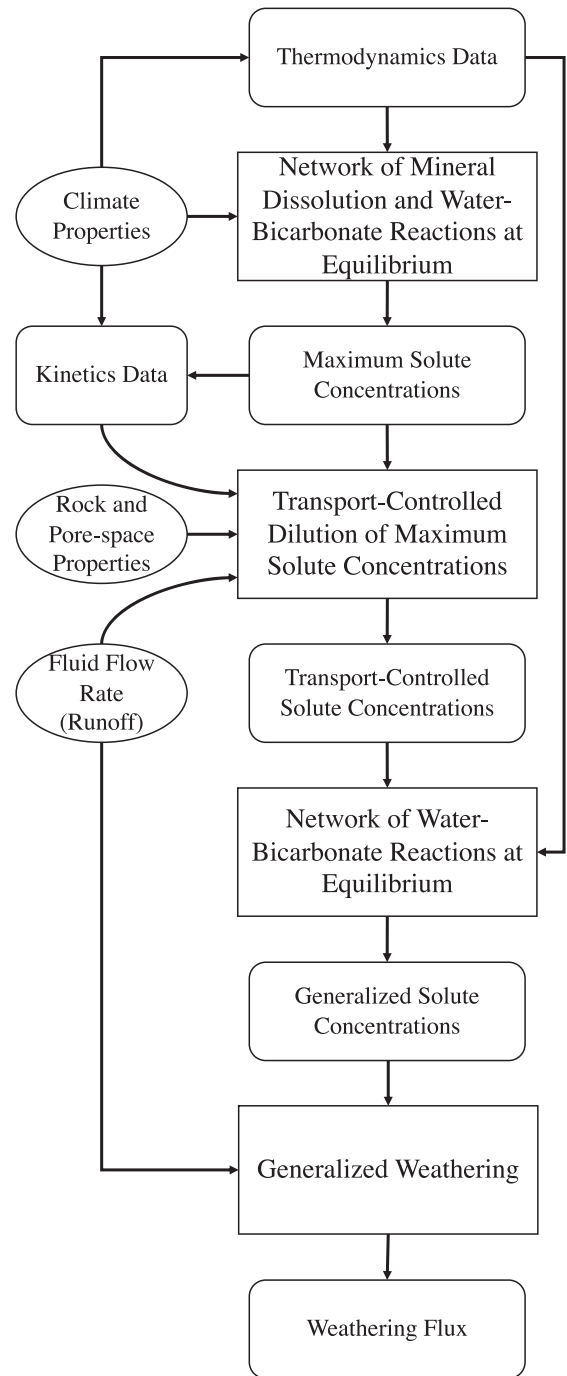 Thermodynamics Data
Network of Mineral
Dissolution and Water-
Bicarbonate Reactions at
Equilibrium
Climate
Properties
Kinetics Data
Maximum Solute
Concentrations
Rock and
Pore-space
Properties
Transport-Controlled
Dilution of Maximum
Solute Concentrations
Fluid Flow
Rate
(Runoff)
Transport-Controlled
Solute Concentrations
Network of Water-
Bicarbonate Reactions at
Equilibrium
Generalized Solute
Concentrations
Generalized Weathering
Weathering Flux